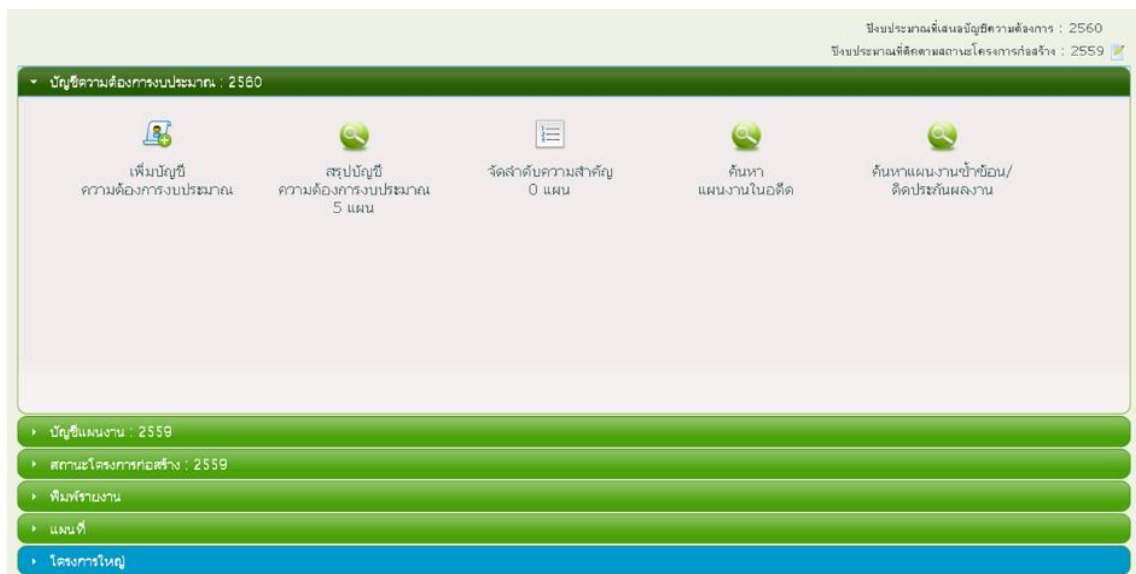 ปีงบประมาณที่เสนอบัญชีความต้องการ : 2560
ปีงบประมาณที่ติดตามสถานะโครงการก่อสร้าง : 2559
บัญชีความต้องการงบประมาณ : 2560
เพิ่มบัญชี
ความต้องการงบประมาณ
สรุปบัญชี
ความต้องการงบประมาณ
5 แผน
จัดลำดับความสำคัญ
0 แผน
ค้นหา
แผนงานในอดีต
ค้นหาแผนงานซ้ำซ้อน/
ติดประกันผลงาน
บัญชีแผนงาน : 2559
สถานะโครงการก่อสร้าง : 2559
พิมพ์รายงาน
แผนที่
โครงการใหญ่